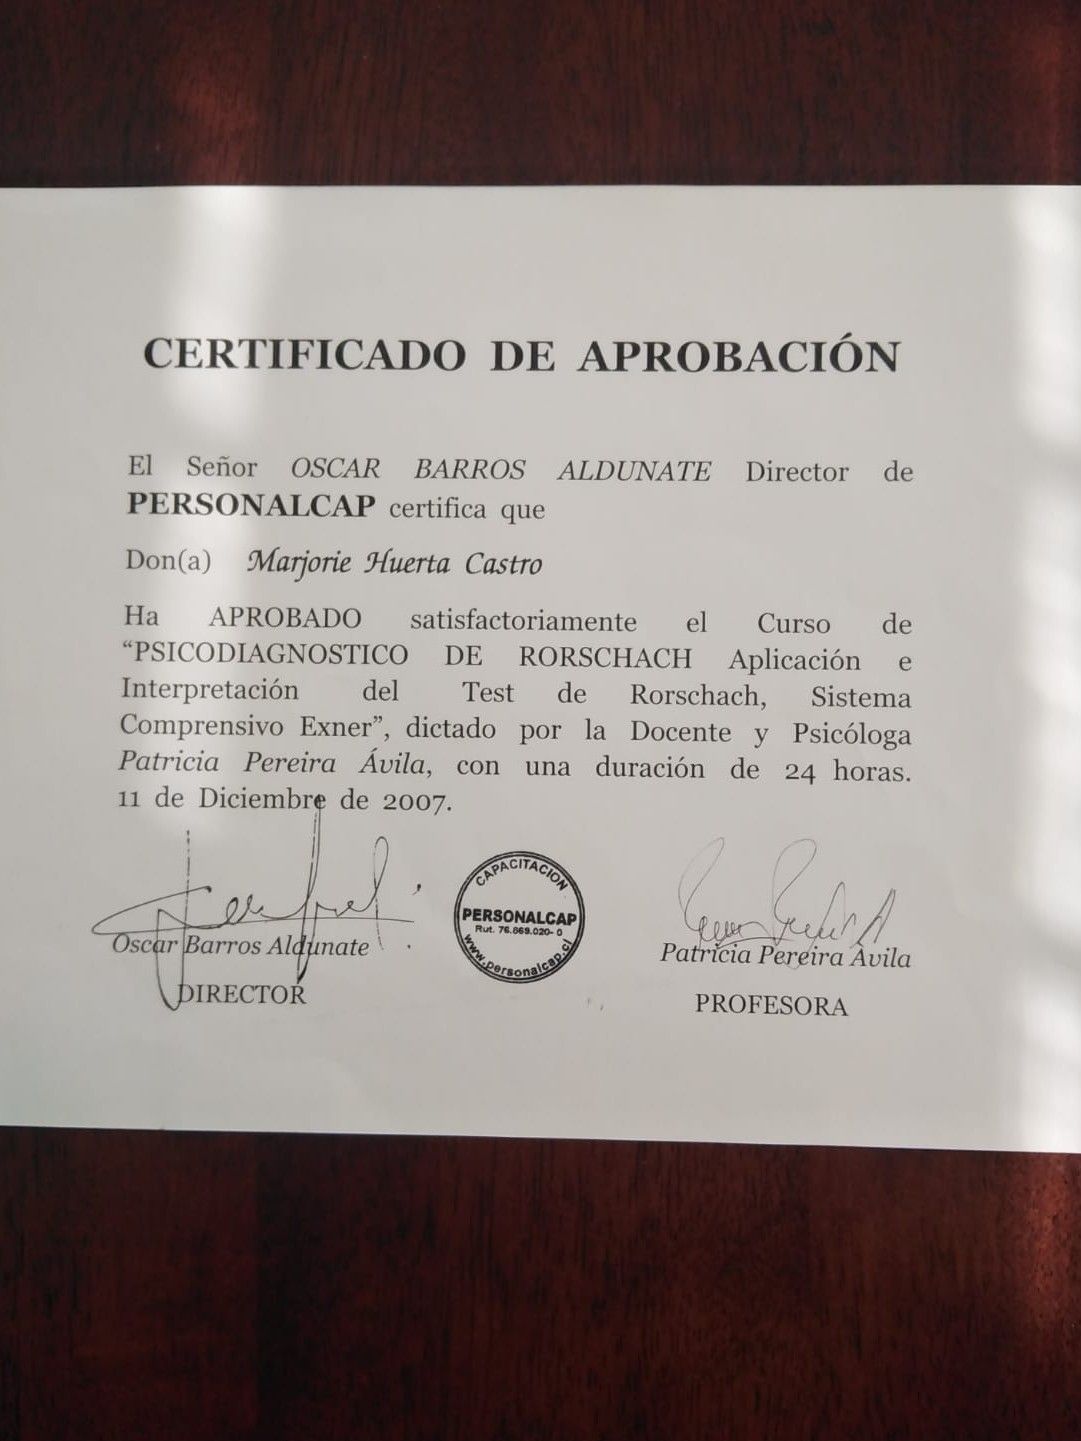 CERTIFICADO DE APROBACIÓN
El Señor OSCAR BARROS ALDUNATE Director de
PERSONALCAP certifica que
Don(a) Marjorie Huerta Castro
Ha APROBADO satisfactoriamente el Curso de
“PSICODIAGNOSTICO DE RORSCHACH Aplicación e
Interpretación del Test de Rorschach, Sistema
Comprensivo Exner”, dictado por la Docente y Psicóloga
Patricia Pereira Ávila, con una duración de 24 horas.
11 de Diciembre de 2007.
CAPACITACION
PERSONALCAP
Rut. 76.869.020- 0
www.personalcap.cl
Oscar Barros Aldunate
DIRECTOR
Patricia Pereira Àvila
PROFESORA